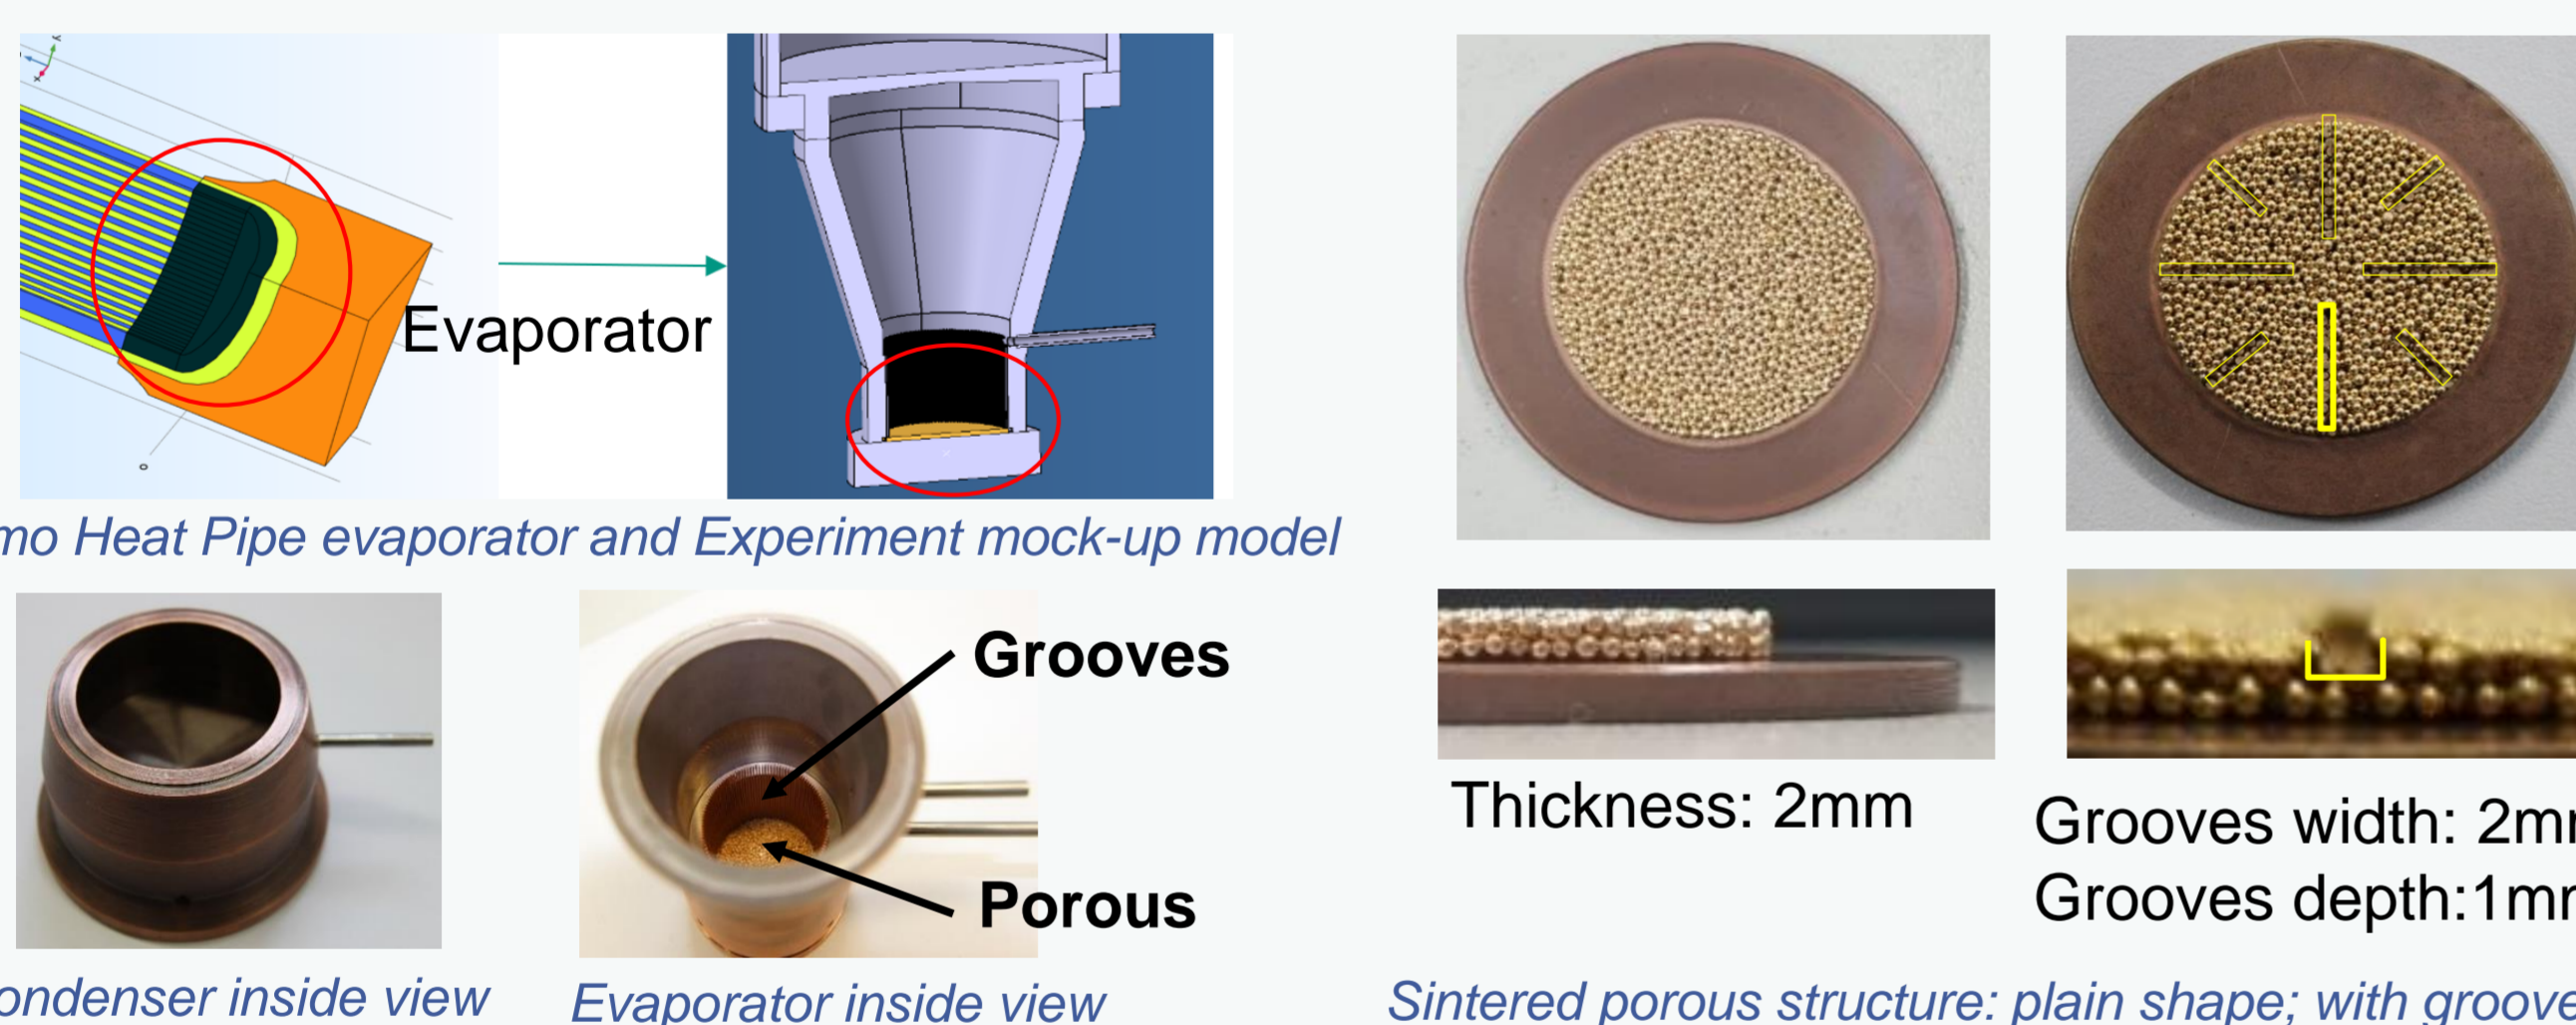 Evaporator
mo Heat Pipe evaporator and Experiment mock-up model
Grooves
Porous
Thickness: 2mm
Grooves width: 2m
Grooves depth:1m
ondenser inside view
Evaporator inside view
Sintered porous structure: plain shape; with groove